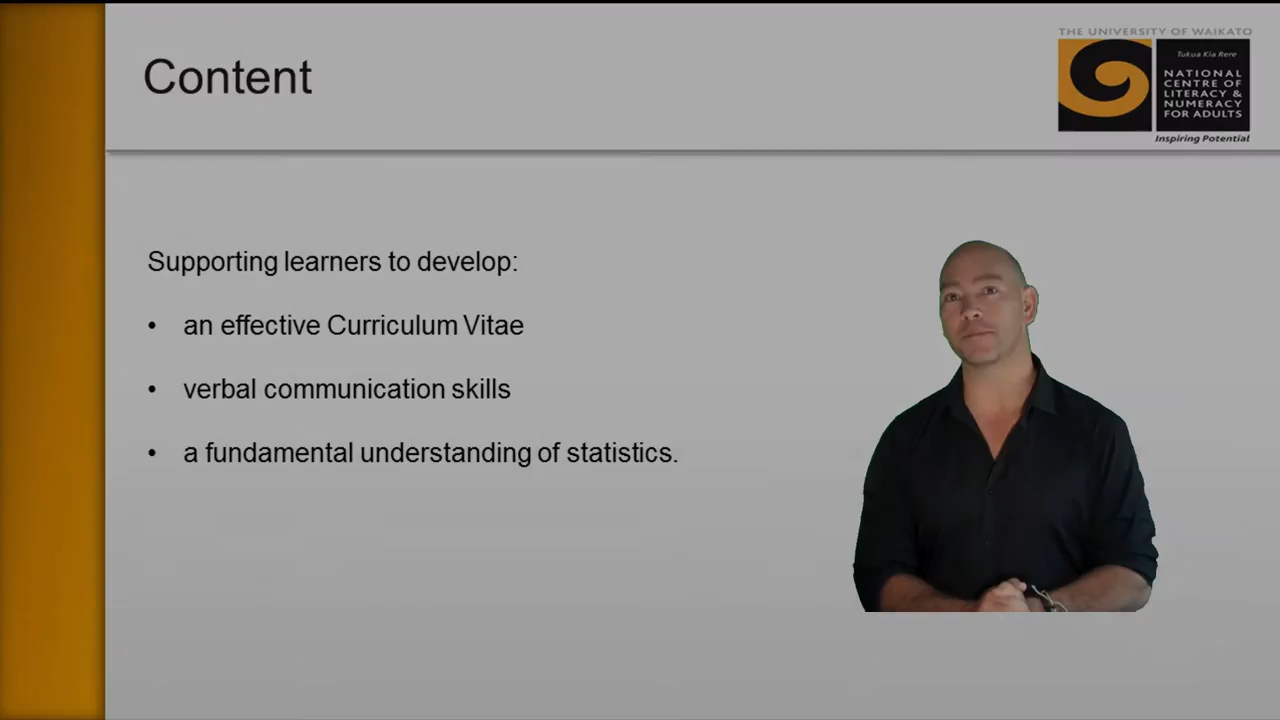 Content
THE UNIVERSITY OF WAIKATO
Tukua Kia Rere
NATIONAL
CENTRE OF
LITERACY &
NUMERACY
FOR ADULTS
Inspiring Potential
Supporting learners to develop:
• an effective Curriculum Vitae
• verbal communication skills
• a fundamental understanding of statistics.